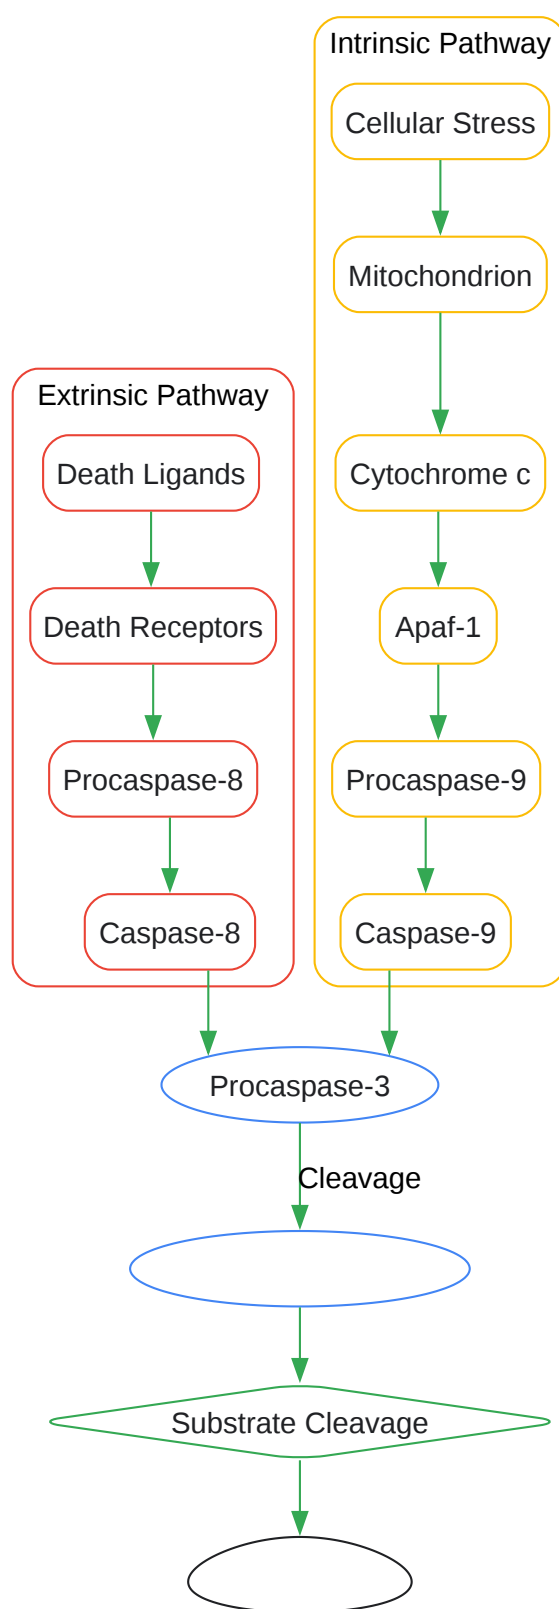 Intrinsic Pathway
Cellular Stress
Mitochondrion
Extrinsic Pathway
Death Ligands
Cytochrome c
Death Receptors
Apaf-1
Procaspase-8
Procaspase-9
Caspase-8
Caspase-9
Procaspase-3
Cleavage
Substrate Cleavage